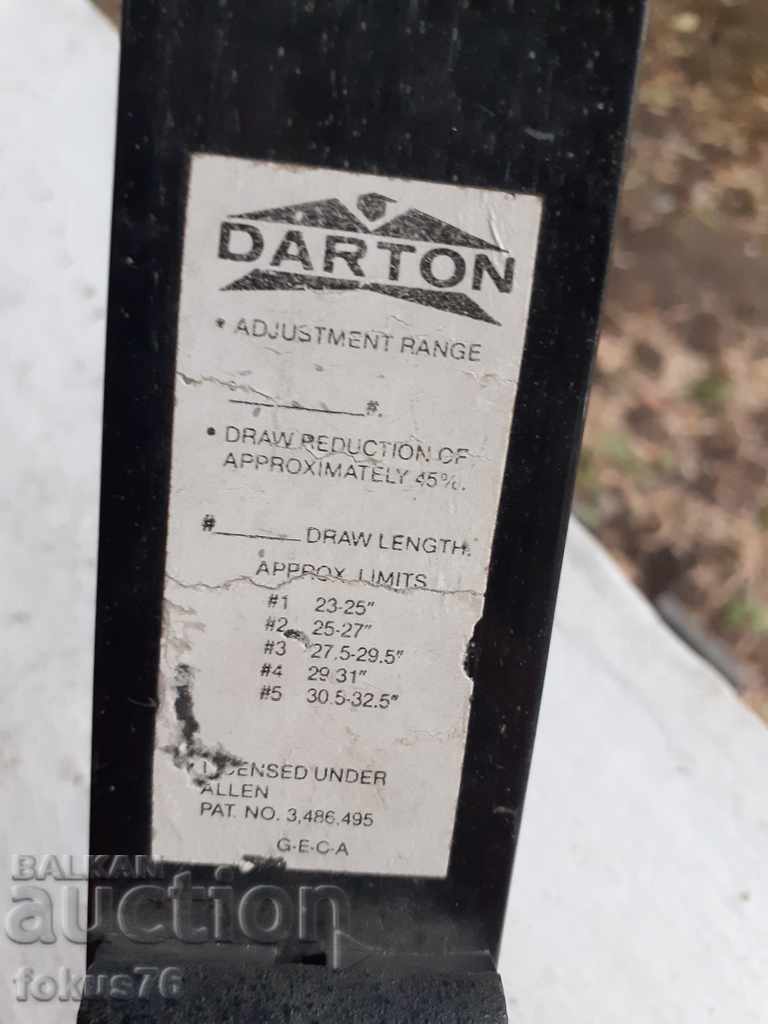 DARTON
* ADJUSTMENT RANGE
__________#.
• DRAW REDUCTION OF
APPROXIMATELY 45%.
#______ DRAW LENGTH.
APPROX. LIMITS
#1 23-25"
#2 25-27"
#3 27.5-29.5"
#4 29-31"
#5 30.5-32.5"
LICENSED UNDER
ALLEN
PAT. NO. 3,486,495
G-E-C-A
BALKAN
auction
fokus76